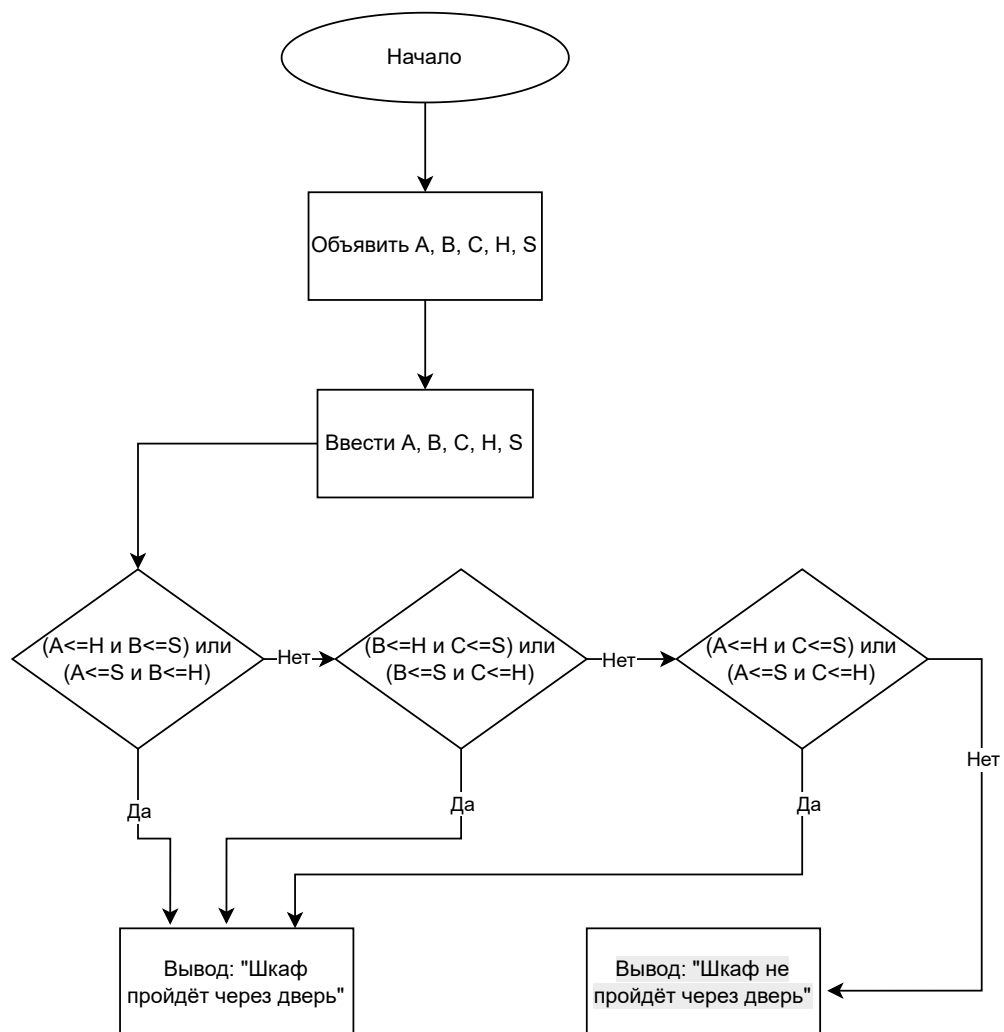 Начало
Объявить A, B, C, H, S
Ввести A, B, C, H, S
(A<=H и B<=S) или
(A<=S и B<=H)
Нет
(B<=H и C<=S) или
(B<=S и C<=H)
Нет
(A<=H и C<=S) или
(A<=S и C<=H)
Нет
Да
Да
Да
Вывод: "Шкаф
пройдёт через дверь"
Вывод: "Шкаф не
пройдёт через дверь"